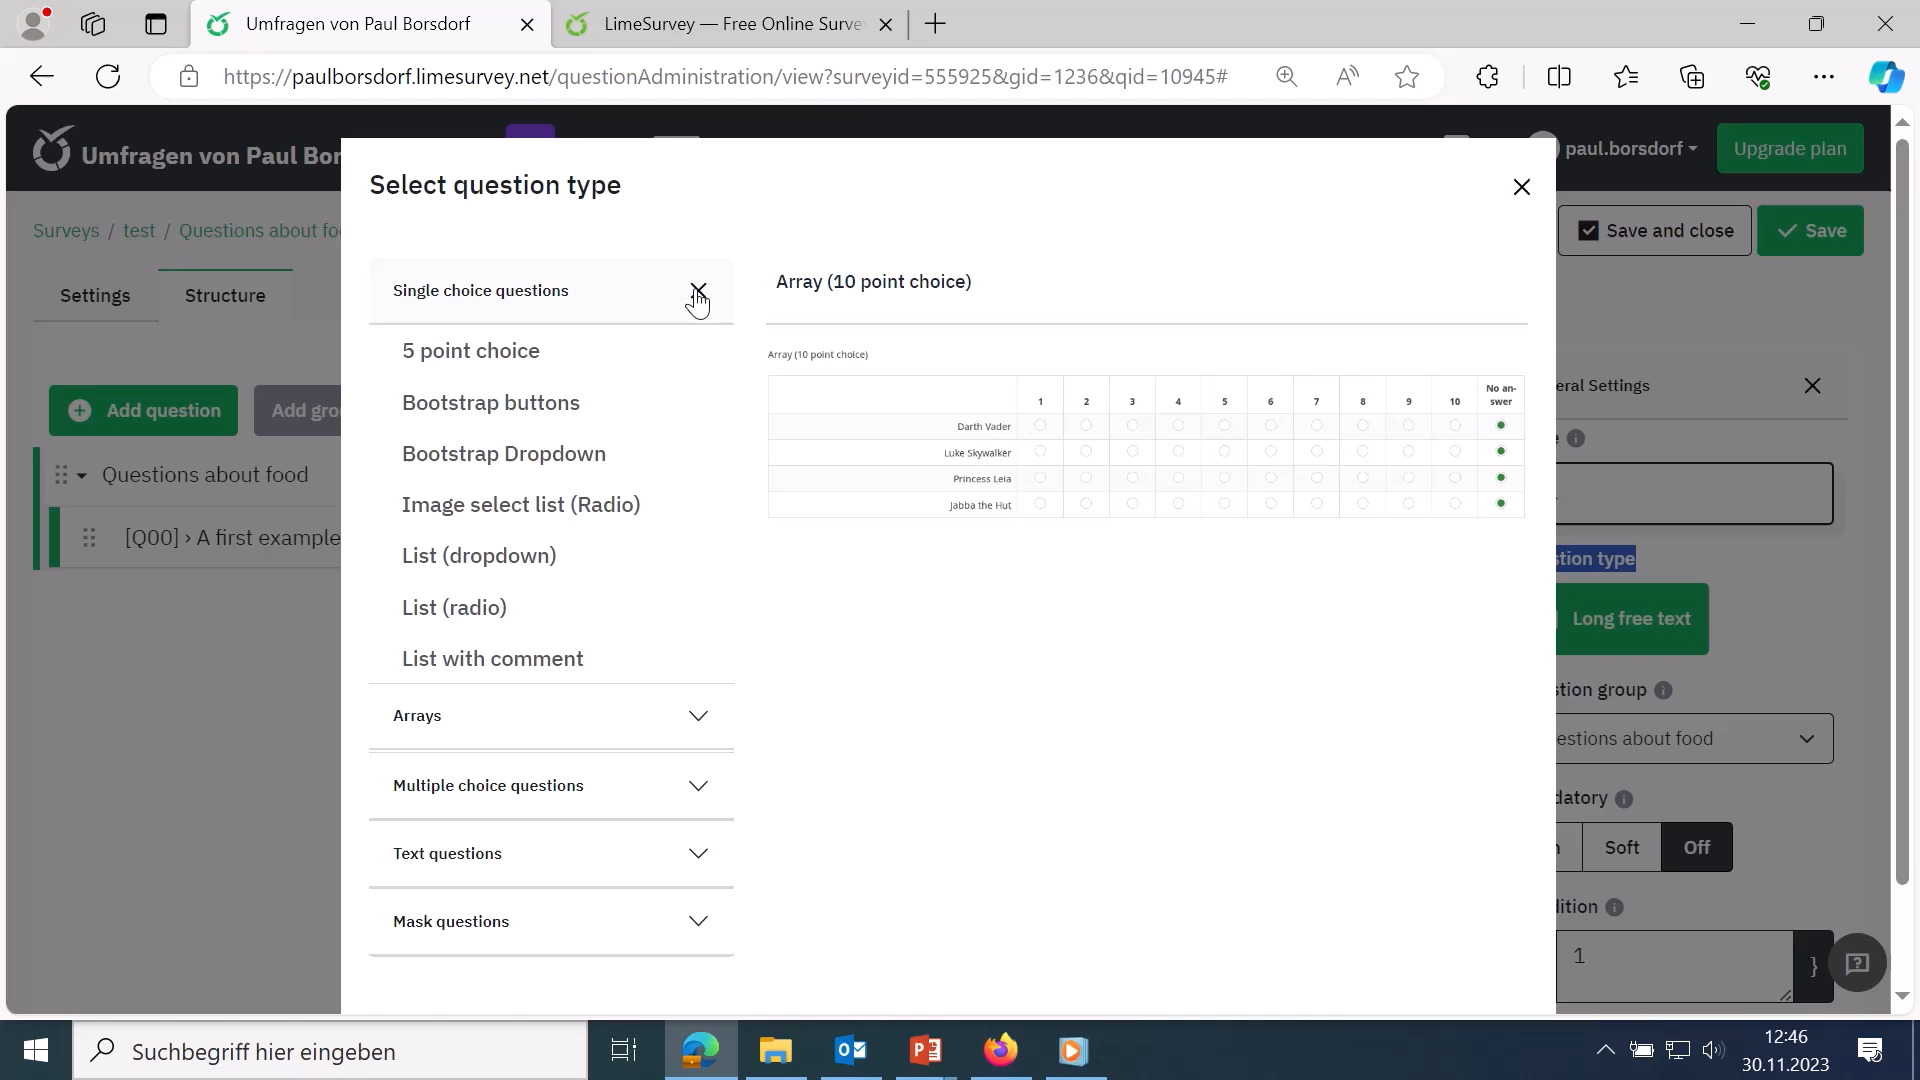 Umfragen von Paul Borsdorf
LimeSurvey — Free Online Surve
https://paulborsdorf.limesurvey.net/questionAdministration/view?surveyid=555925&gid=1236&qid=10945#
Umfragen von Paul Bor
paul.borsdorf
Upgrade plan
Select question type
Surveys / test / Questions about fo
Save and close
Save
Settings
Structure
Single choice questions
Array (10 point choice)
5 point choice
Array (10 point choice)
1 2 3 4 5 6 7 8 9 10 No an-
swer
Darth Vader
Luke Skywalker
Princess Leia
Jabba the Hut
eral Settings
Add question
Add gro
Bootstrap buttons
Bootstrap Dropdown
Questions about food
Image select list (Radio)
[Q00] › A first example
List (dropdown)
stion type
List (radio)
Long free text
List with comment
stion group
Arrays
estions about food
Multiple choice questions
datory
Soft
Off
Text questions
Mask questions
lition
1
}
Suchbegriff hier eingeben
12:46
30.11.2023